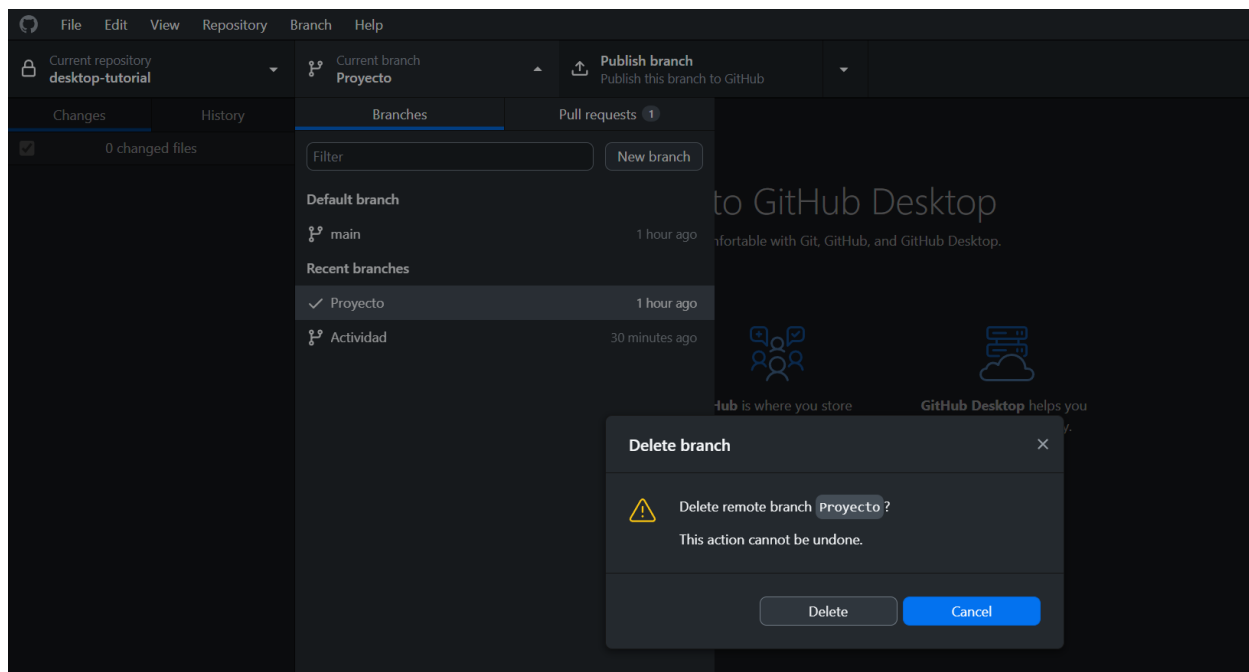 File Edit View Repository Branch Help
Current repository
desktop-tutorial
Current branch
Proyecto
Publish branch
Publish this branch to GitHub
Changes History
0 changed files
Branches Pull requests 1
Filter New branch
Default branch
main 1 hour ago
Recent branches
Proyecto 1 hour ago
Actividad 30 minutes ago
to GitHub Desktop
with Git, GitHub, and GitHub Desktop.
is where you store
GitHub Desktop helps you
Delete branch
Delete remote branch Proyecto?
This action cannot be undone.
Delete Cancel